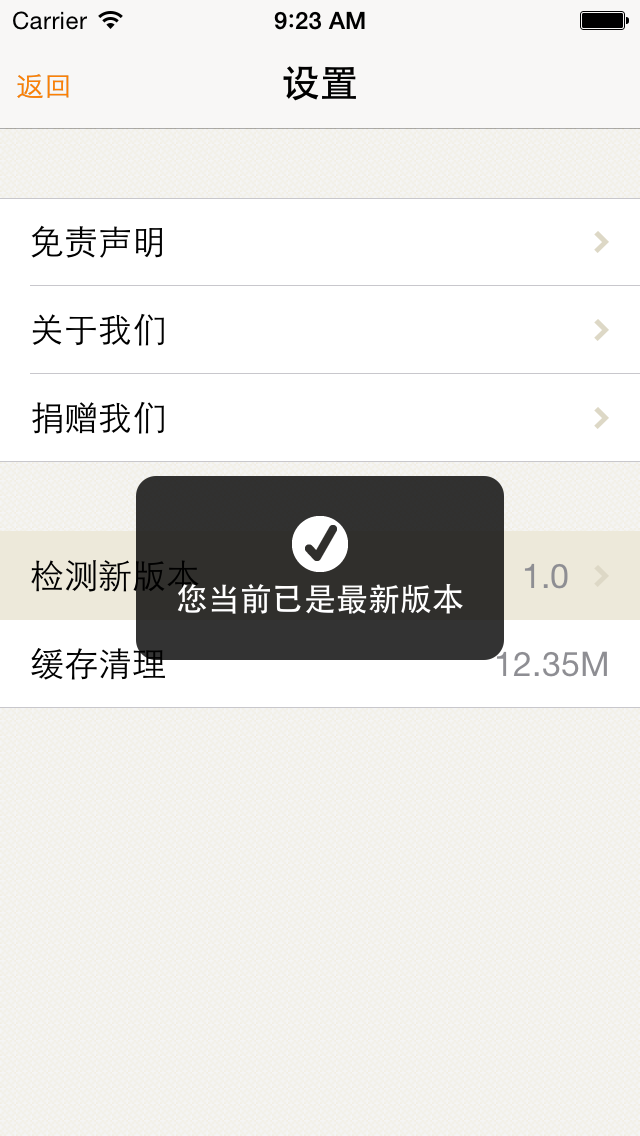 Carrier 9:23 AM
返回 设置
免责声明
关于我们
捐赠我们
检测新版本 1.0
您当前已是最新版本
缓存清理 12.35M